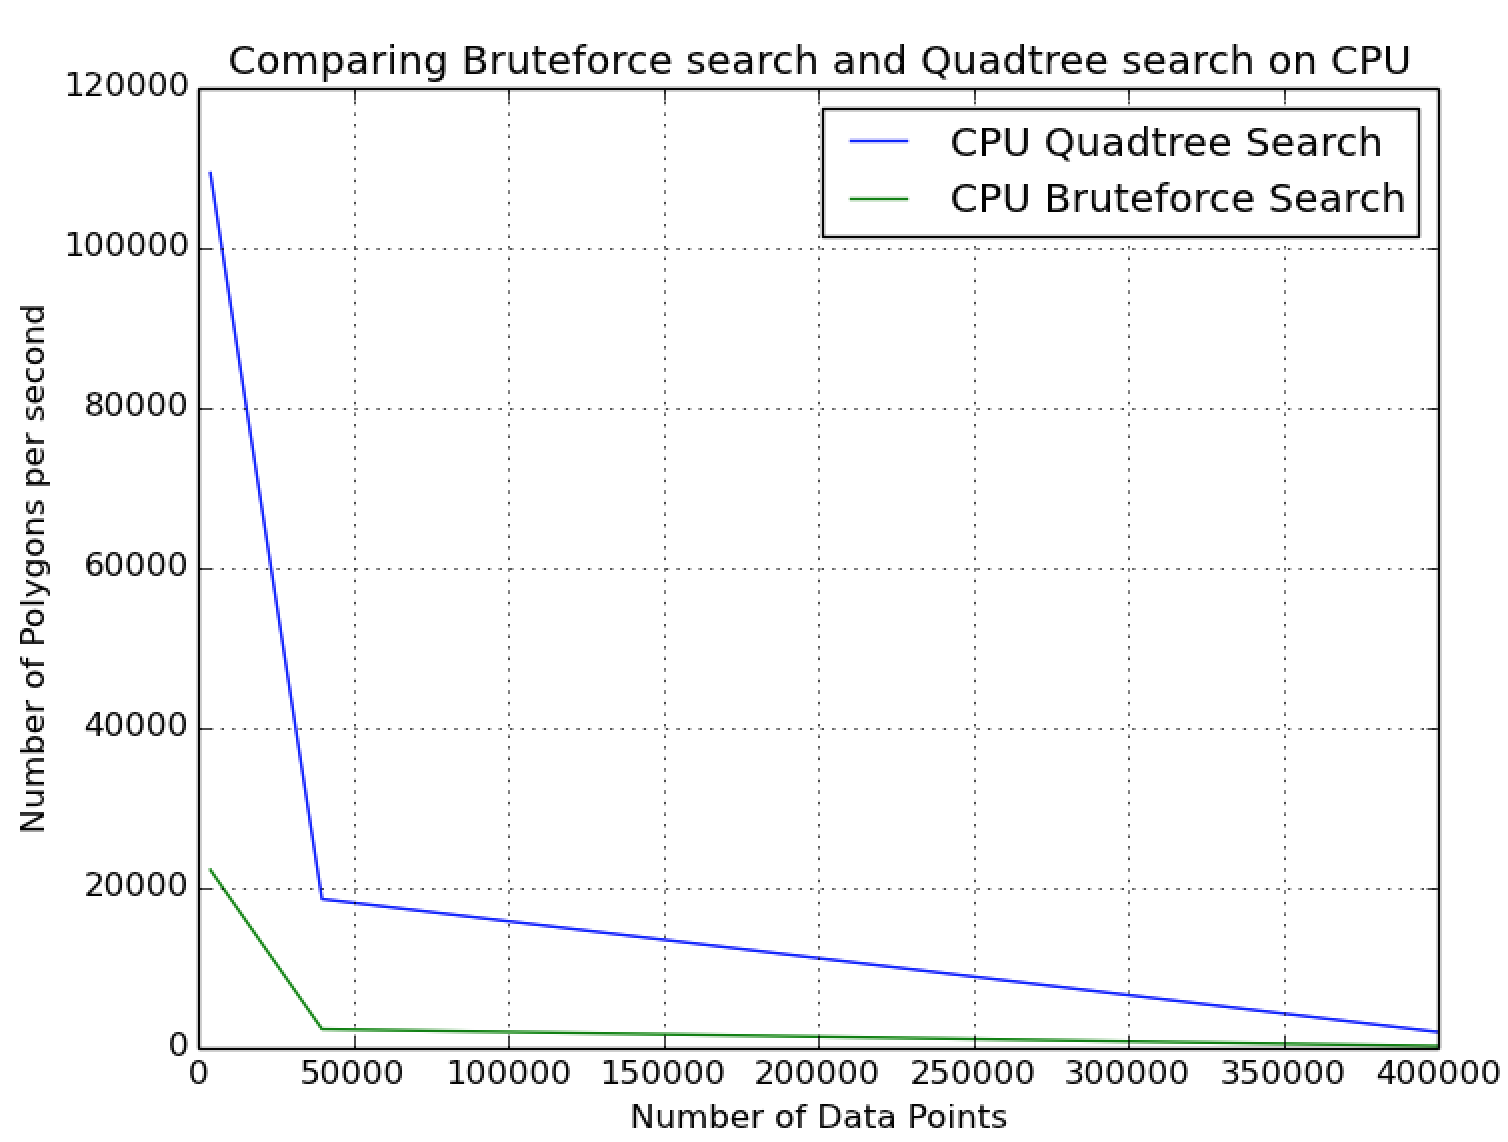 Comparing Bruteforce search and Quadtree search on CPU
120000
100000
80000
60000
40000
20000
0
Number of Polygons per second
CPU Quadtree Search
CPU Bruteforce Search
0 50000 100000 150000 200000 250000 300000 350000 400000
Number of Data Points